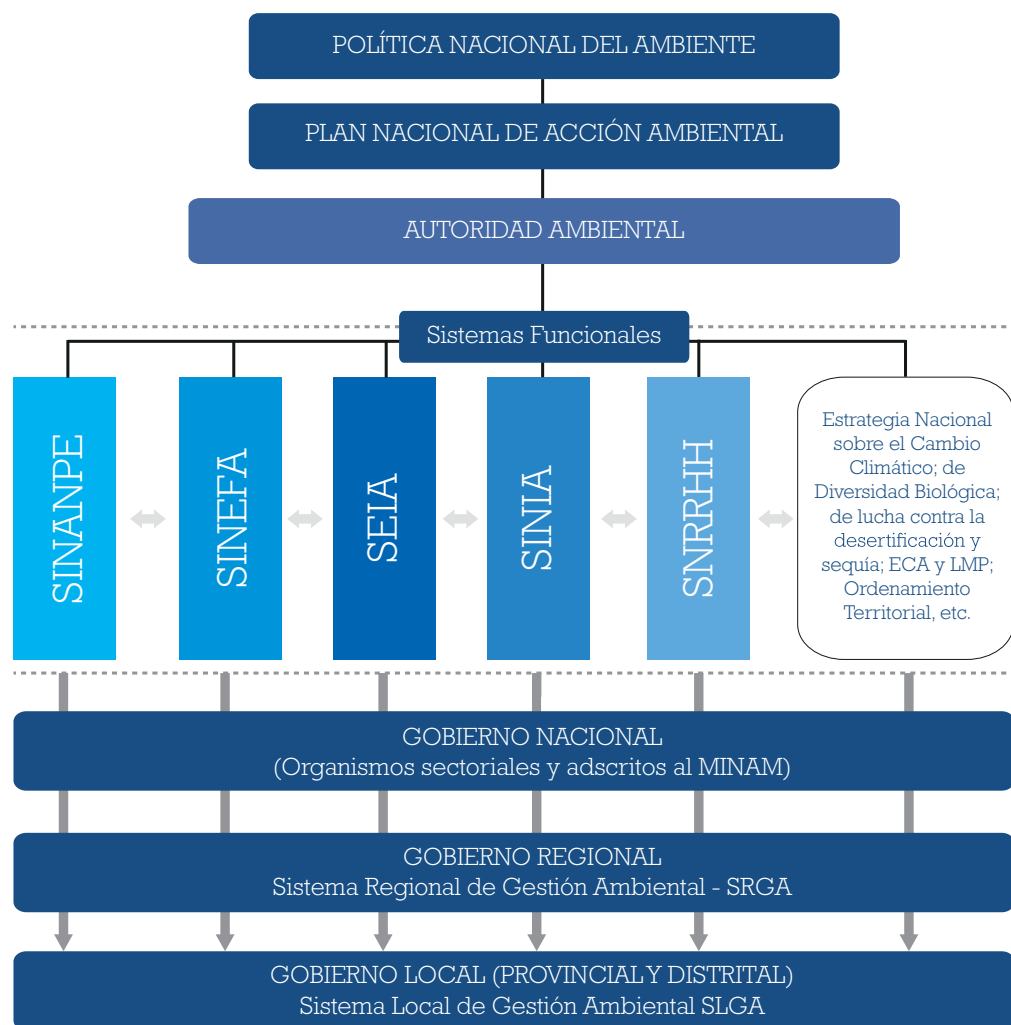 POLÍTICA NACIONAL DEL AMBIENTE
PLAN NACIONAL DE ACCIÓN AMBIENTAL
AUTORIDAD AMBIENTAL
Sistemas Funcionales
SINANPE
SINEFA
SEIA
SINIA
SNRRHH
Estrategia Nacional
sobre el Cambio
Climático; de
Diversidad Biológica;
de lucha contra la
desertificación y
sequía; ECA y LMP;
Ordenamiento
Territorial, etc.
GOBIERNO NACIONAL
(Organismos sectoriales y adscritos al MINAM)
GOBIERNO REGIONAL
Sistema Regional de Gestión Ambiental - SRGA
GOBIERNO LOCAL (PROVINCIAL Y DISTRITAL)
Sistema Local de Gestión Ambiental SLGA